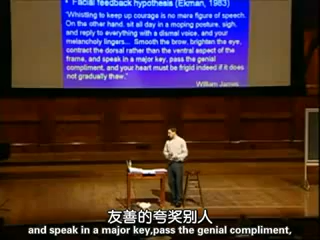 • Facial feedback hypothesis (Ekman, 1983)
"Whistling to keep up courage is no mere figure of speech.
On the other hand, sit all day in a moping posture, sigh,
and reply to everything with a dismal voice, and your
melancholy lingers... Smooth the brow, brighten the eye,
contract the dorsal rather than the ventral aspect of the
frame, and speak in a major key, pass the genial
compliment, and your heart must be frigid indeed if it does
not gradually thaw."
William James
友善的夸奖别人
and speak in a major key,pass the genial compliment,